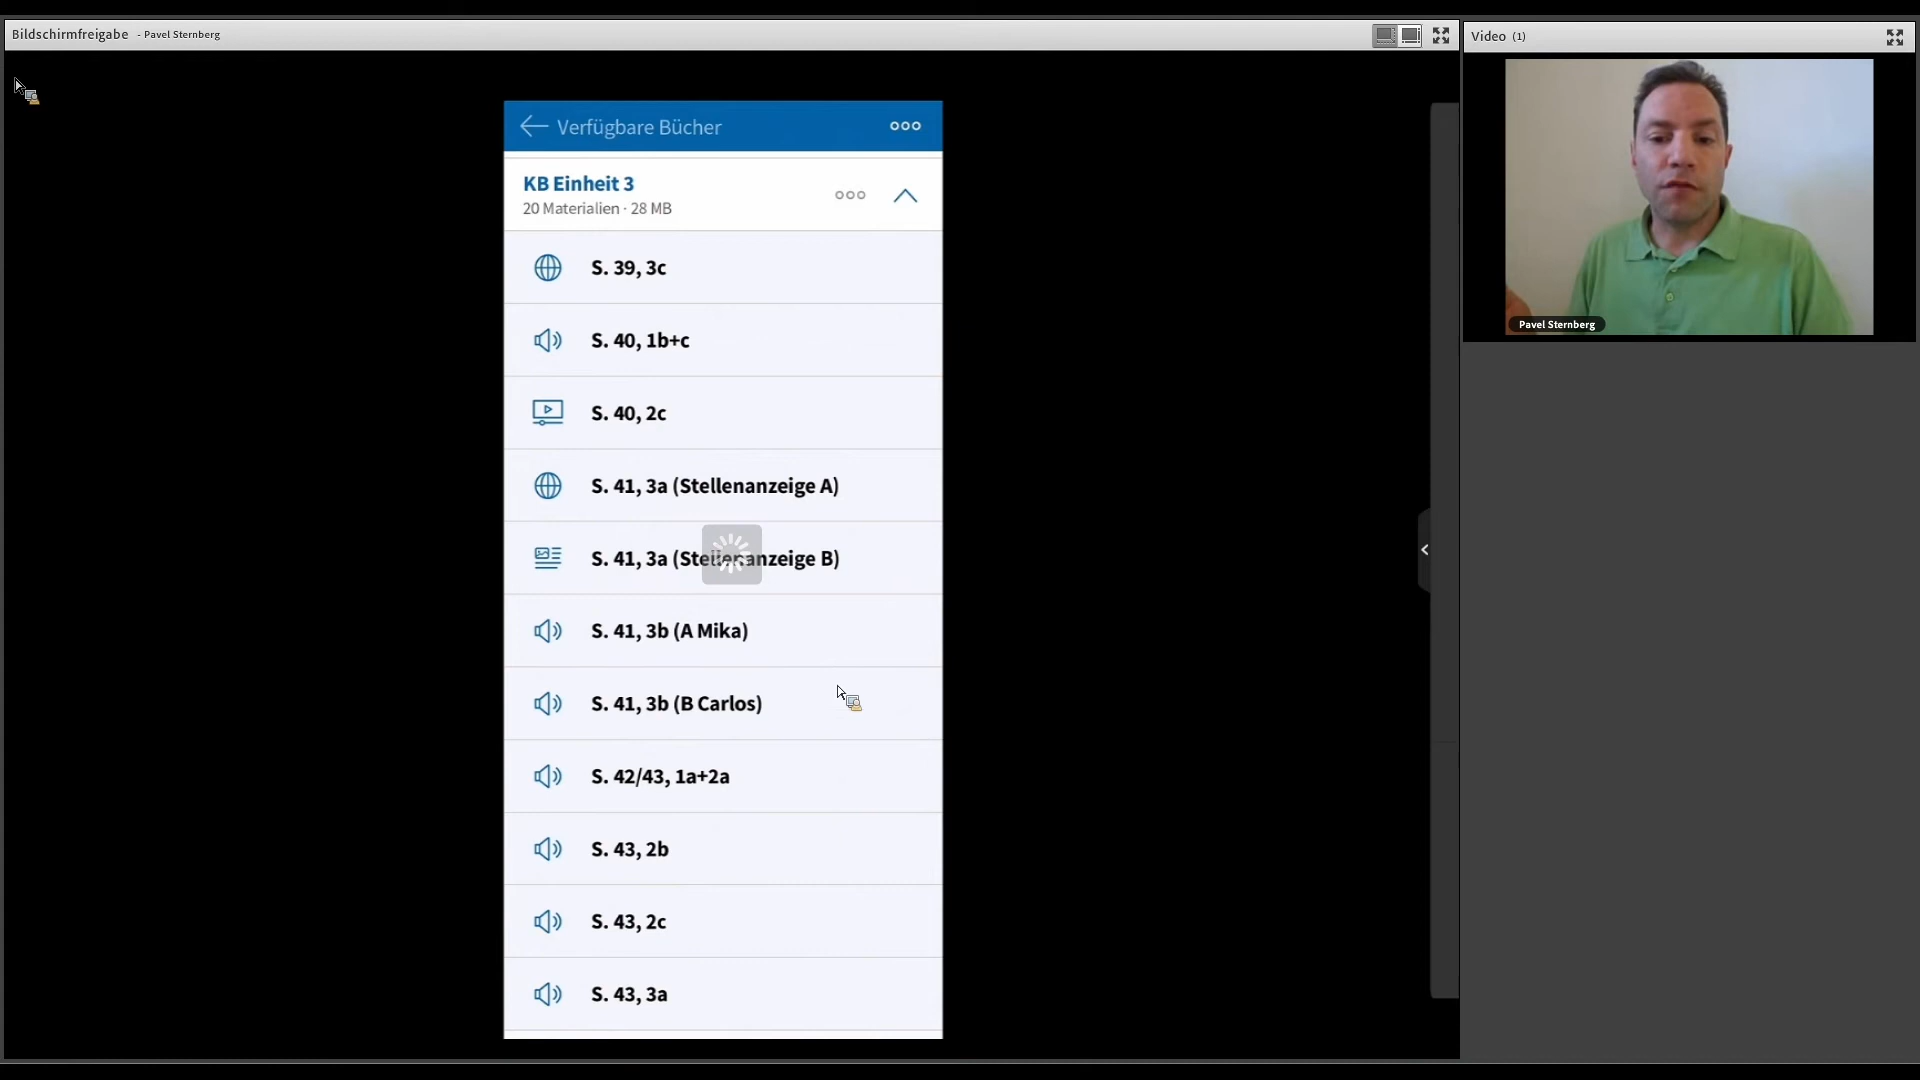 Bildschirmfreigabe - Pavel Sternberg
Video (1)
Verfügbare Bücher
KB Einheit 3
20 Materialien · 28 MB
S. 39, 3c
S. 40, 1b+c
S. 40, 2c
S. 41, 3a (Stellenanzeige A)
S. 41, 3a (Stellenanzeige B)
S. 41, 3b (A Mika)
S. 41, 3b (B Carlos)
S. 42/43, 1a+2a
S. 43, 2b
S. 43, 2c
S. 43, 3a
Pavel Sternberg